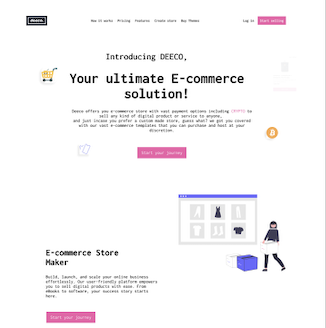 deeco.
How it works Pricing Features Create store Buy Themes
Log in Start selling
Introducing DEECO,
Your ultimate E-commerce
solution!
Deeco offers you e-commerce store with vast payment options including CRYPTO to
sell any kind of digital product or service to anyone.
and just incase you prefer a custom made store, guess what? we got you covered
with our vast e-commerce templates that you can purchase and host at your
discretion.
Start your journey
E-commerce Store
Maker
Build, launch, and scale your online business
effortlessly. Our user-friendly platform empowers
you to sell digital products with ease. From
eBooks to software, your success story starts
here.
Start your journey